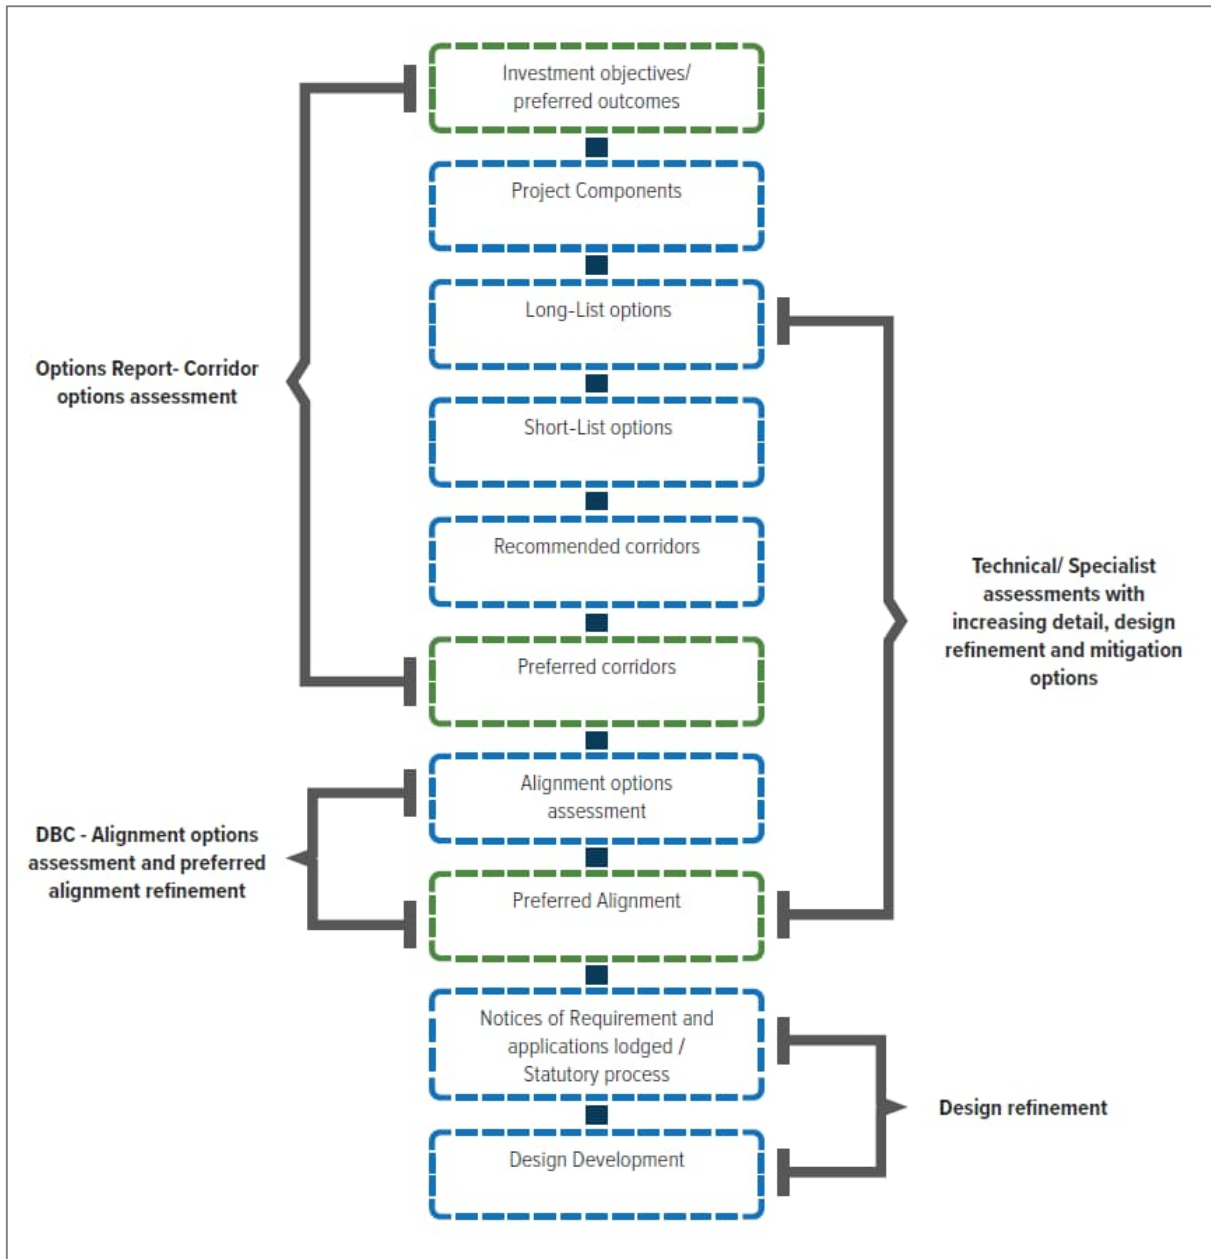 Investment objectives/
preferred outcomes
Project Components
Long-List options
Options Report- Corridor
options assessment
Short-List options
Recommended corridors
Technical/ Specialist
assessments with
increasing detail, design
refinement and mitigation
options
Preferred corridors
Alignment options
assessment
DBC - Alignment options
assessment and preferred
alignment refinement
Preferred Alignment
Notices of Requirement and
applications lodged /
Statutory process
Design refinement
Design Development